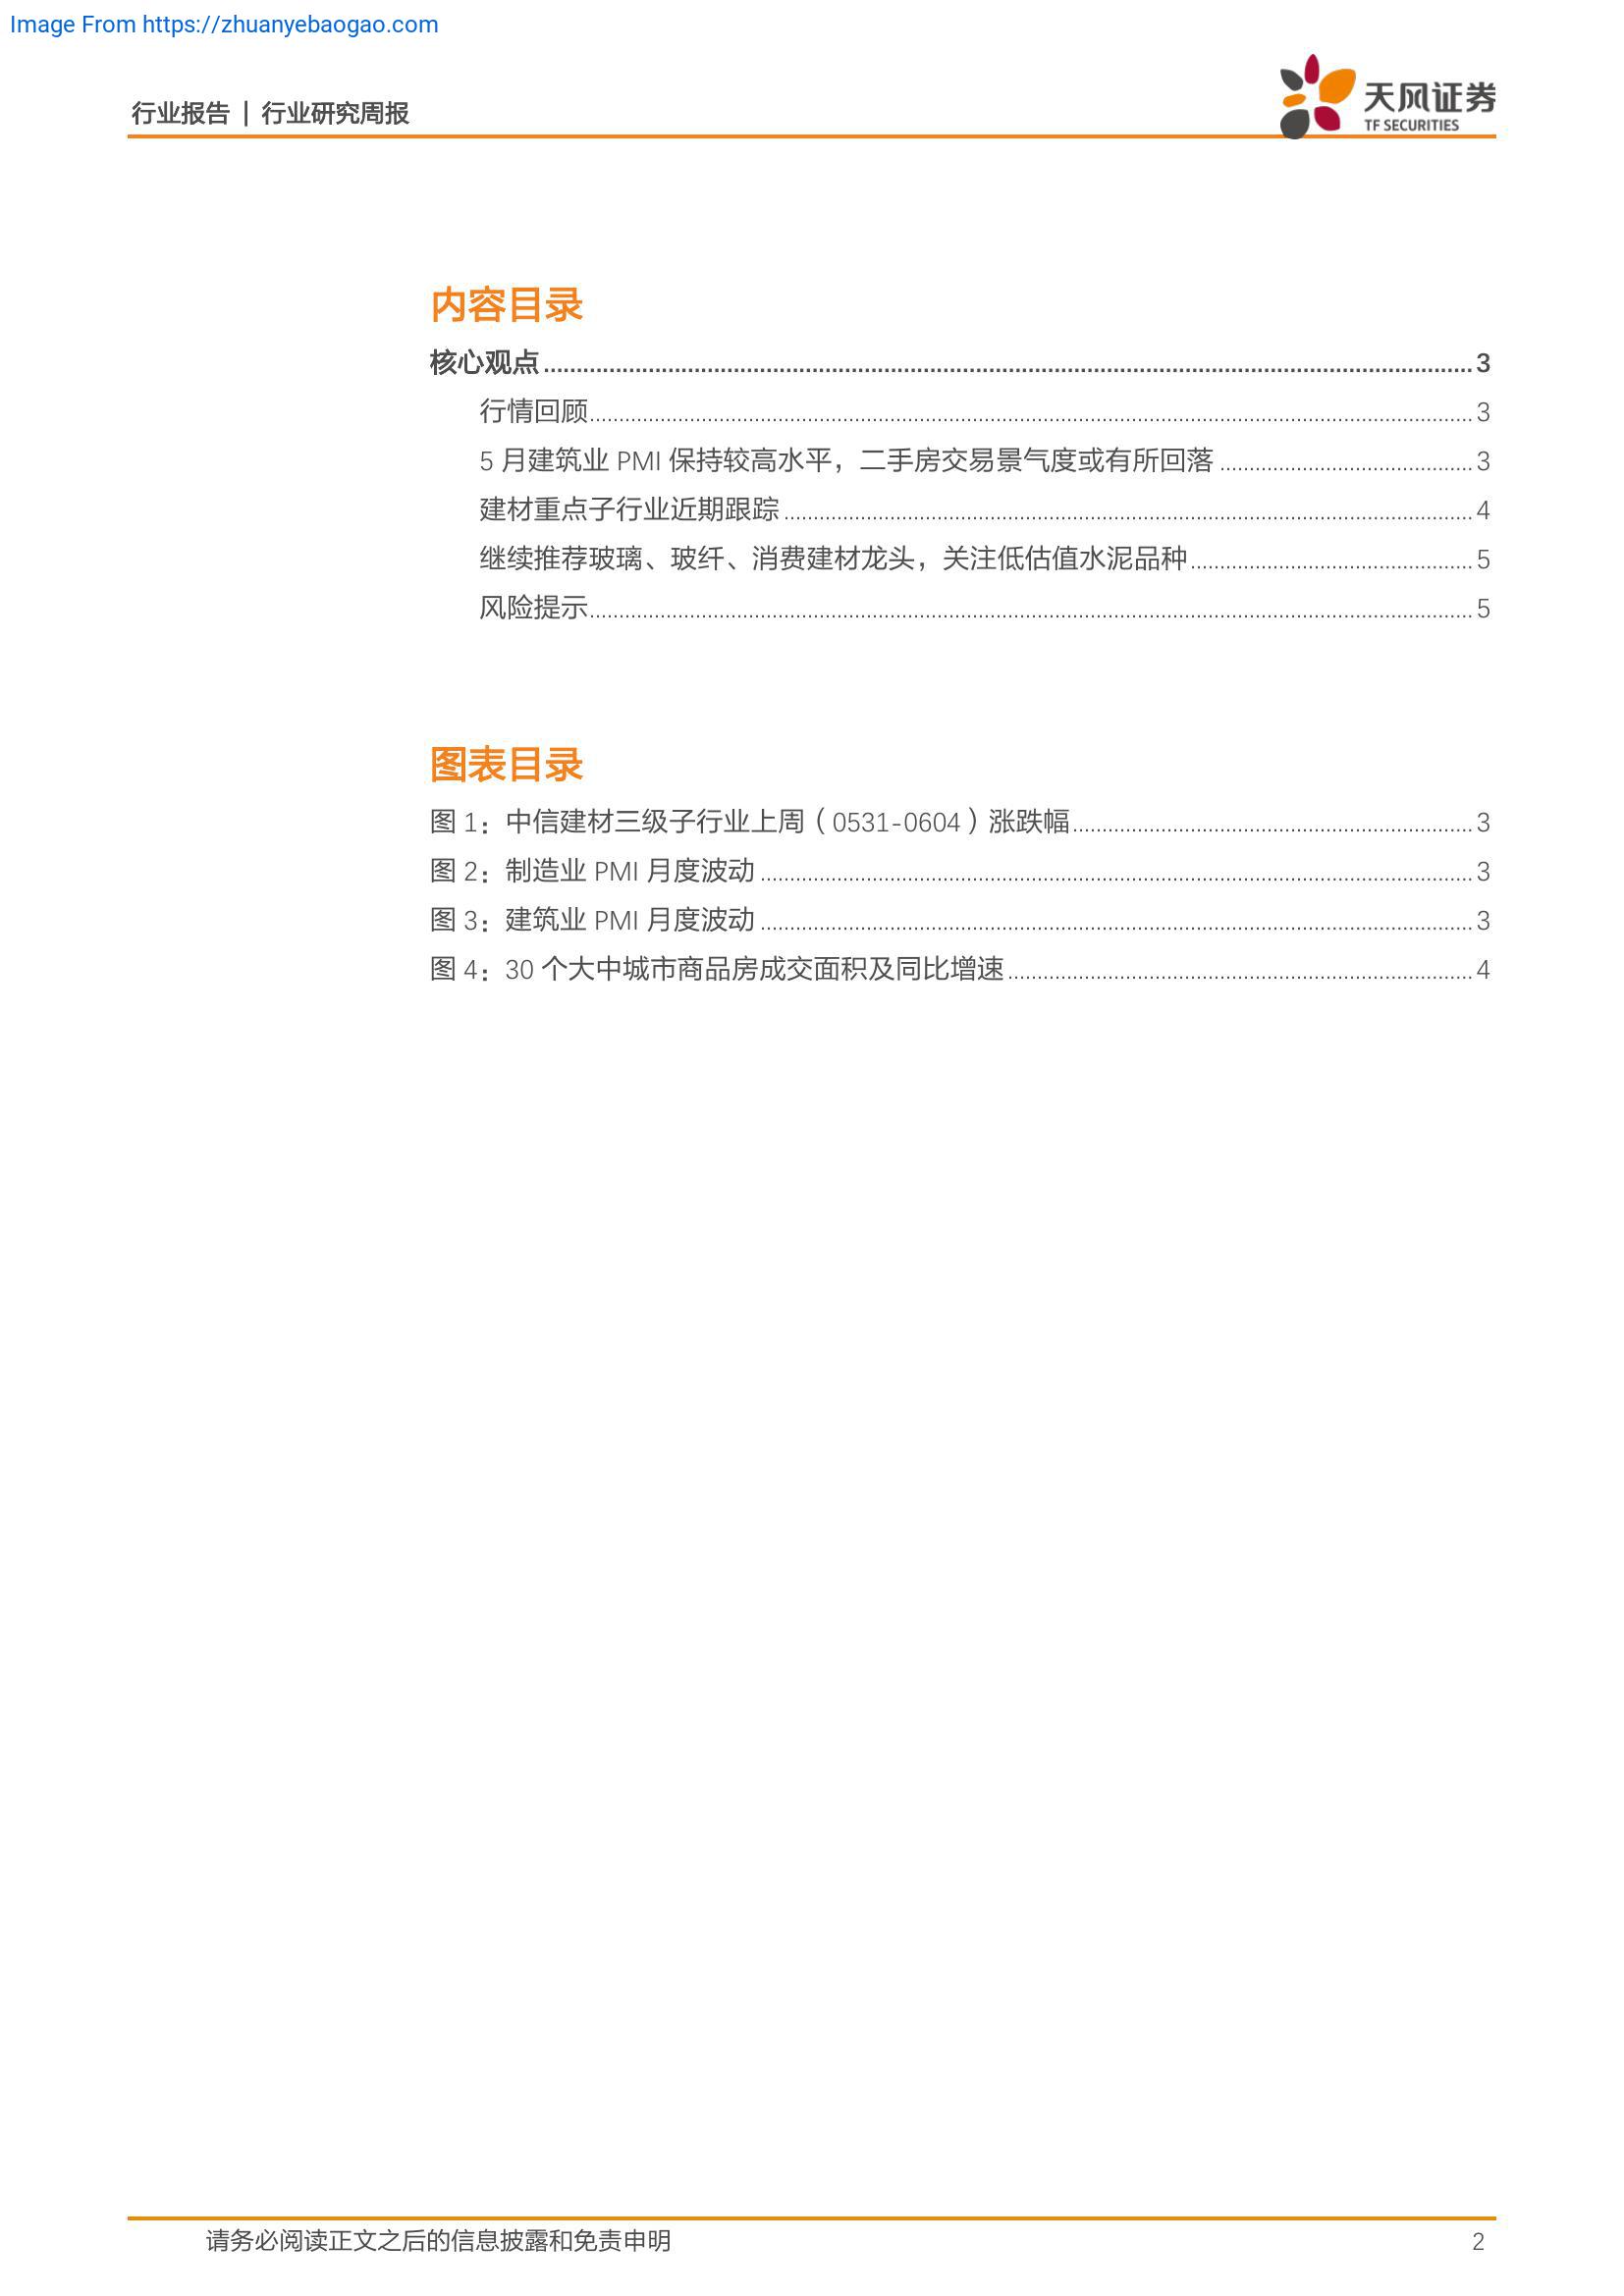 Image From https://zhuanyebaogao.com
行业报告 | 行业研究周报
天风证券
TF SECURITIES
内容目录
核心观点 3
行情回顾 3
5 月建筑业 PMI 保持较高水平，二手房交易景气度或有所回落 3
建材重点子行业近期跟踪 4
继续推荐玻璃、玻纤、消费建材龙头，关注低估值水泥品种 5
风险提示 5
图表目录
图 1：中信建材三级子行业上周（0531-0604）涨跌幅 3
图 2：制造业 PMI 月度波动 3
图 3：建筑业 PMI 月度波动 3
图 4：30 个大中城市商品房成交面积及同比增速 4
请务必阅读正文之后的信息披露和免责申明 2